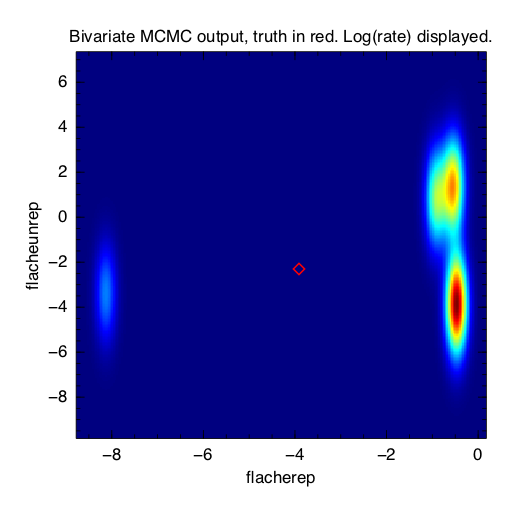 Bivariate MCMC output, truth in red. Log(rate) displayed.
6
4
2
0
−2
−4
−6
−8
flacheunrep
−8 −6 −4 −2 0
flacherep